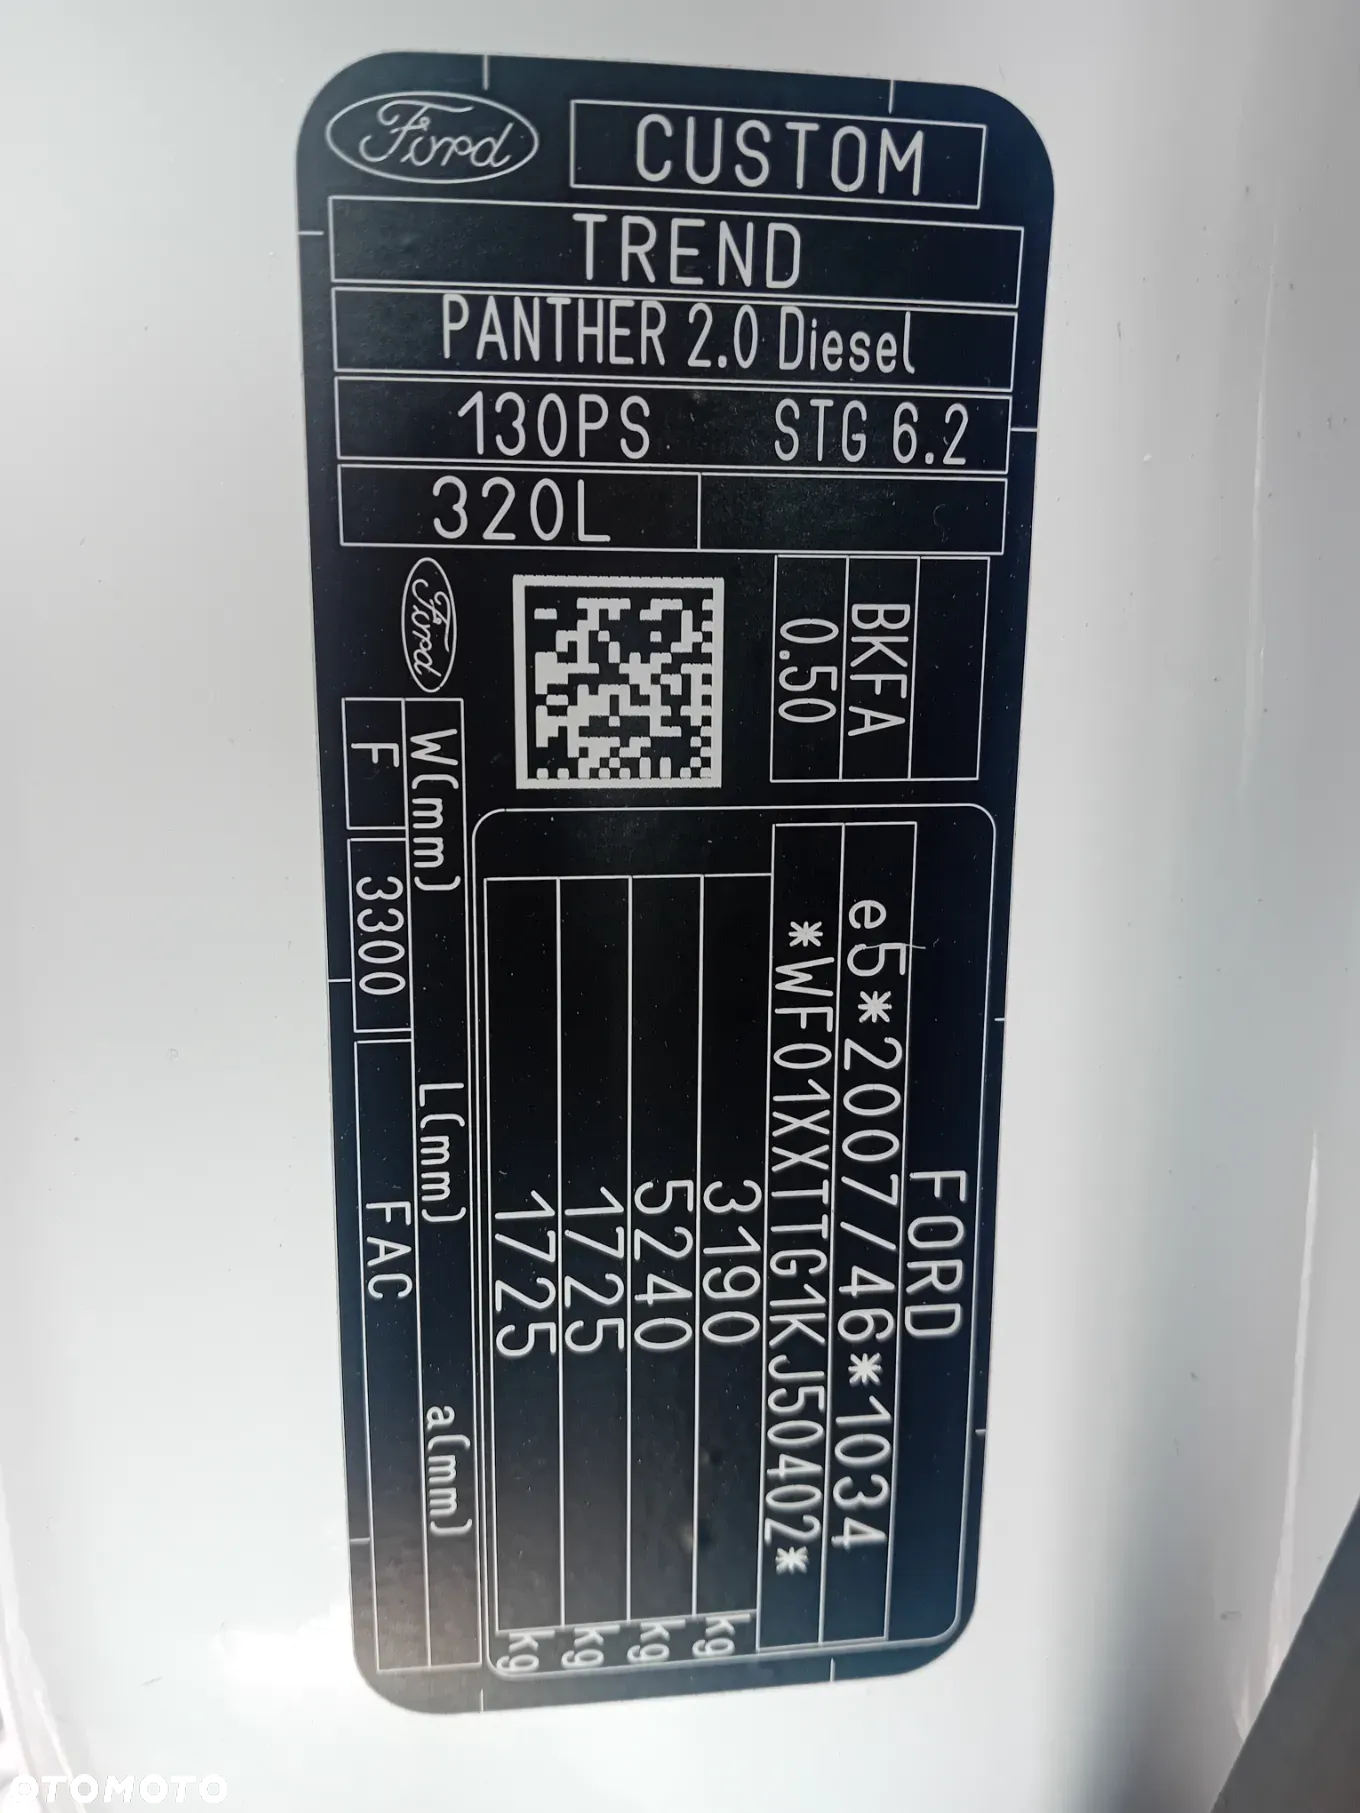 Ford
CUSTOM
TREND
PANTHER 2.0 Diesel
130PS STG 6.2
320L
Ford
BKFA
0.50
FORD
e5*2007/46*1034
*WF01XXTTG1KJ50402*
3190 kg
5240 kg
1725 kg
1725 kg
W(mm) L(mm) a(mm)
F 3300 FAC
OTOMOTO